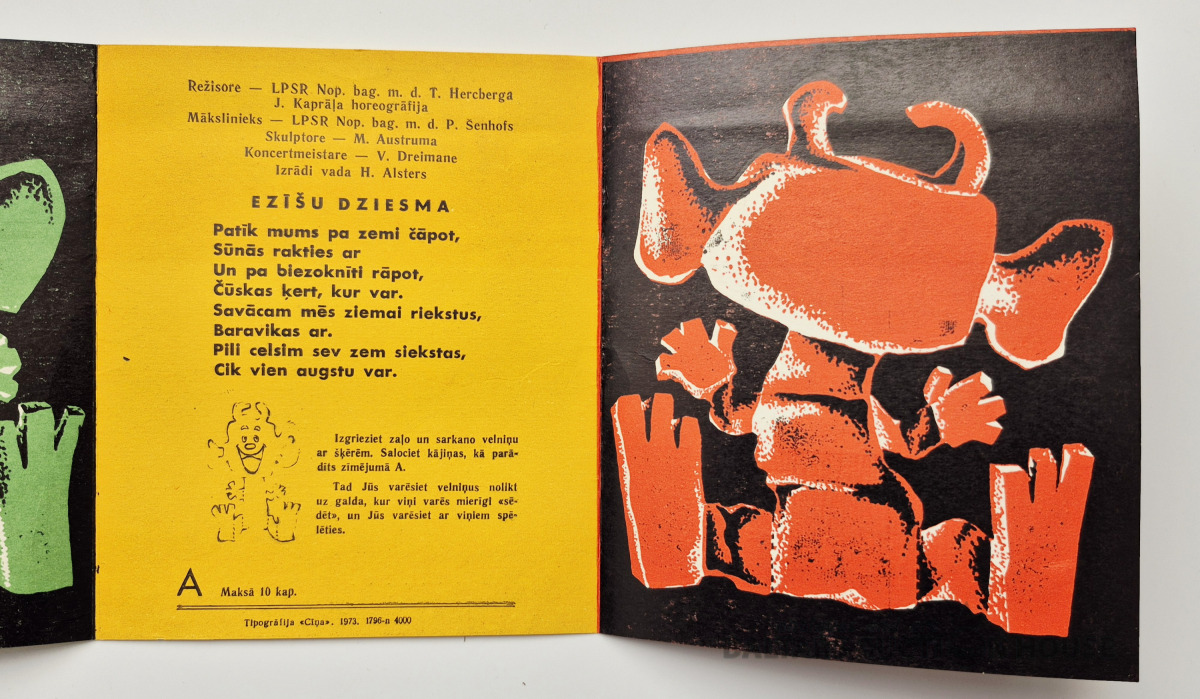 Režisore — LPSR Nop. bag. m. d. T. Hercberga
J. Kaprāļa horeogrāfija
Mākslinieks — LPSR Nop. bag. m. d. P. Šenhofs
Skulptore — M. Austruma
Koncertmeistare — V. Dreimane
Izrādi vada H. Alsters
EZĪŠU DZIESMA
Patīk mums pa zemi čāpot,
Sūnās rakties ar
Un pa biezoknīti rāpot,
Čūskas ķert, kur var.
Savācam mēs ziemai riekstus,
Baravikas ar.
Pili celsim sev zem siekstas,
Cik vien augstu var.
Izgrieziet zaļo un sarkano velniņu
ar šķērēm. Salociet kājiņas, kā parā-
dīts zīmējumā A.
Tad Jūs varēsiet velniņus nolikt
uz galda, kur viņi varēs mierīgi «sē-
dēt», un Jūs varēsiet ar viņiem spē-
lēties.
A Maksā 10 kap.
Tipogrāfija «Cīņa». 1973. 1796-n 4000